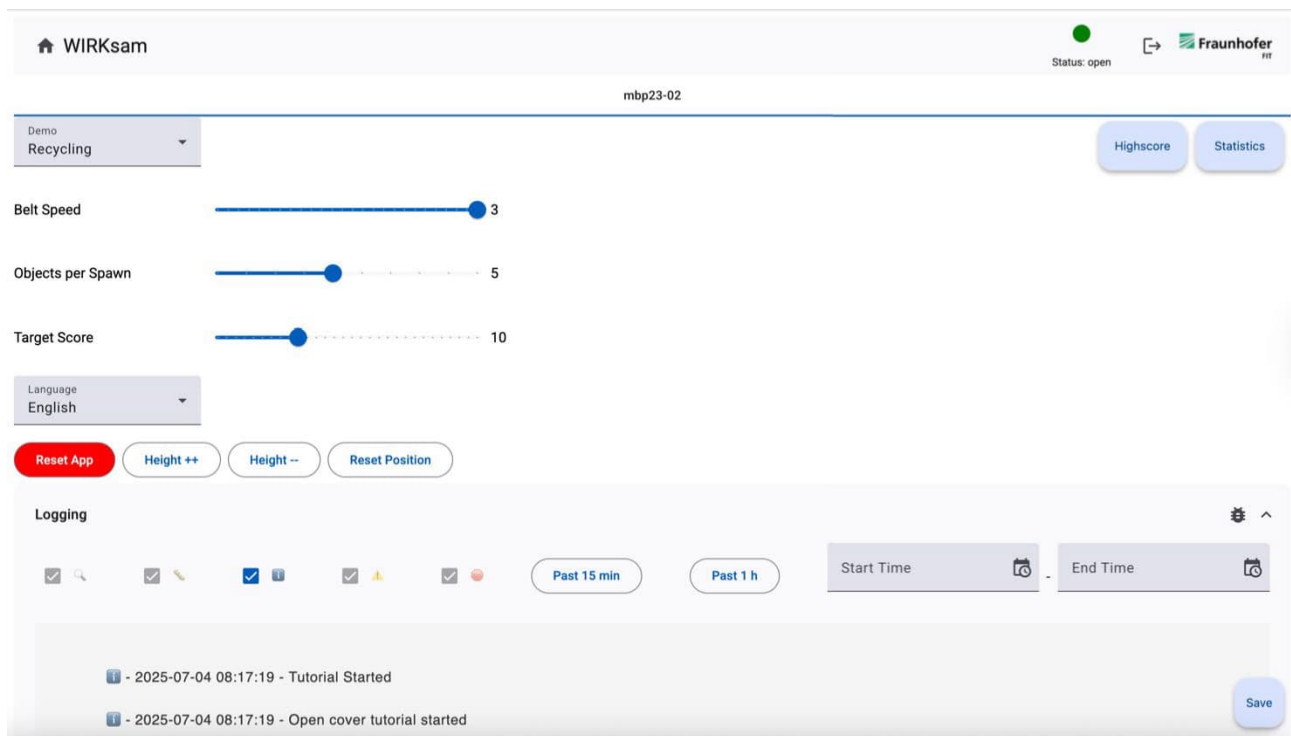 WIRKsam
Status: open
Fraunhofer
FIT
mbp23-02
Demo
Recycling
Highscore
Statistics
Belt Speed
3
Objects per Spawn
5
Target Score
10
Language
English
Reset App
Height ++
Height --
Reset Position
Logging
Past 15 min
Past 1 h
Start Time
-
End Time
ℹ️ - 2025-07-04 08:17:19 - Tutorial Started
ℹ️ - 2025-07-04 08:17:19 - Open cover tutorial started
Save